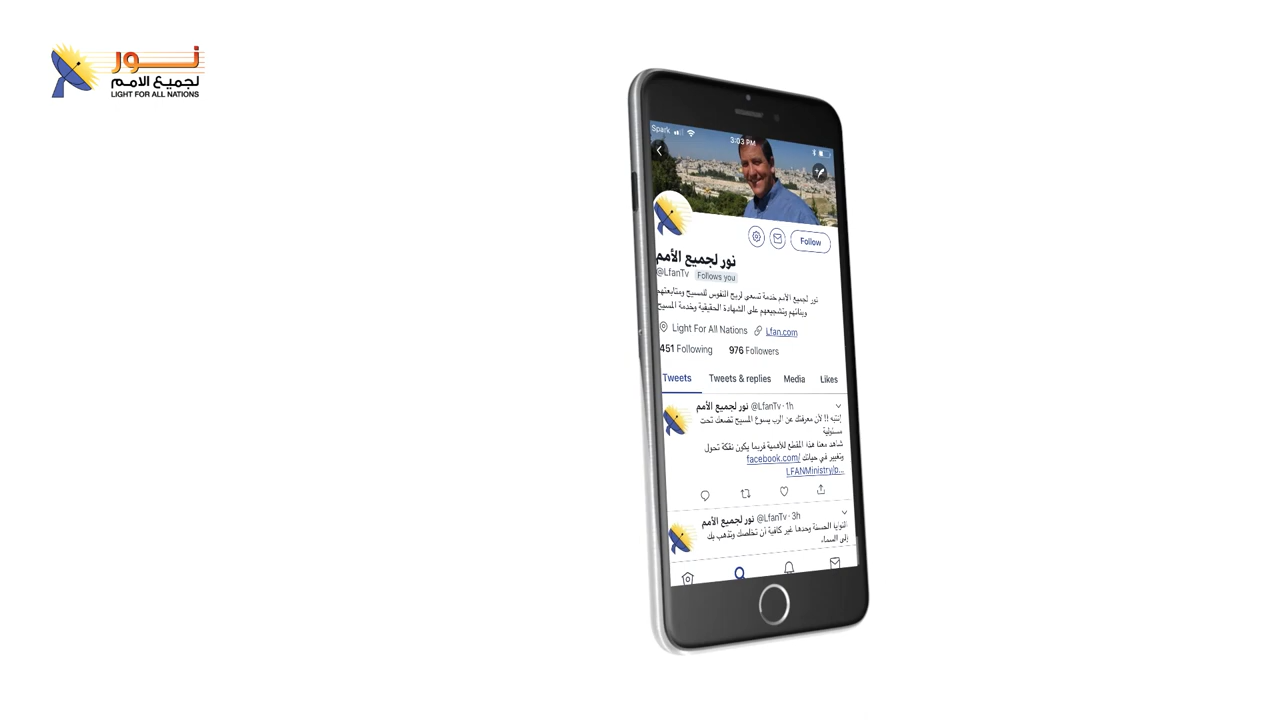 نور
لجميع الامم
LIGHT FOR ALL NATIONS
Spark
3:03 PM
Follow
نور لجميع الأمم
@LfanTv Follows you
نور لجميع الأمم خدمة تسعى لربح النفوس للمسيح ومتابعتهم
وبنائهم وتشجيعهم على الشهادة الحقيقية وخدمة المسيح
Light For All Nations Lfan.com
451 Following 976 Followers
Tweets Tweets & replies Media Likes
نور لجميع الأمم @LfanTv · 1h
إنتبه !! لأن معرفتك عن الرب يسوع المسيح تضعك تحت
مسئولية
شاهد معنا هذا المقطع للأهمية فربما يكون نقكة تحول
وتغيير في حياتك facebook.com/
LFANMinistry/p...
نور لجميع الأمم @LfanTv · 3h
النوايا الحسنة وحدها غير كافية أن تخلصك وتذهب بك
إلى السماء.